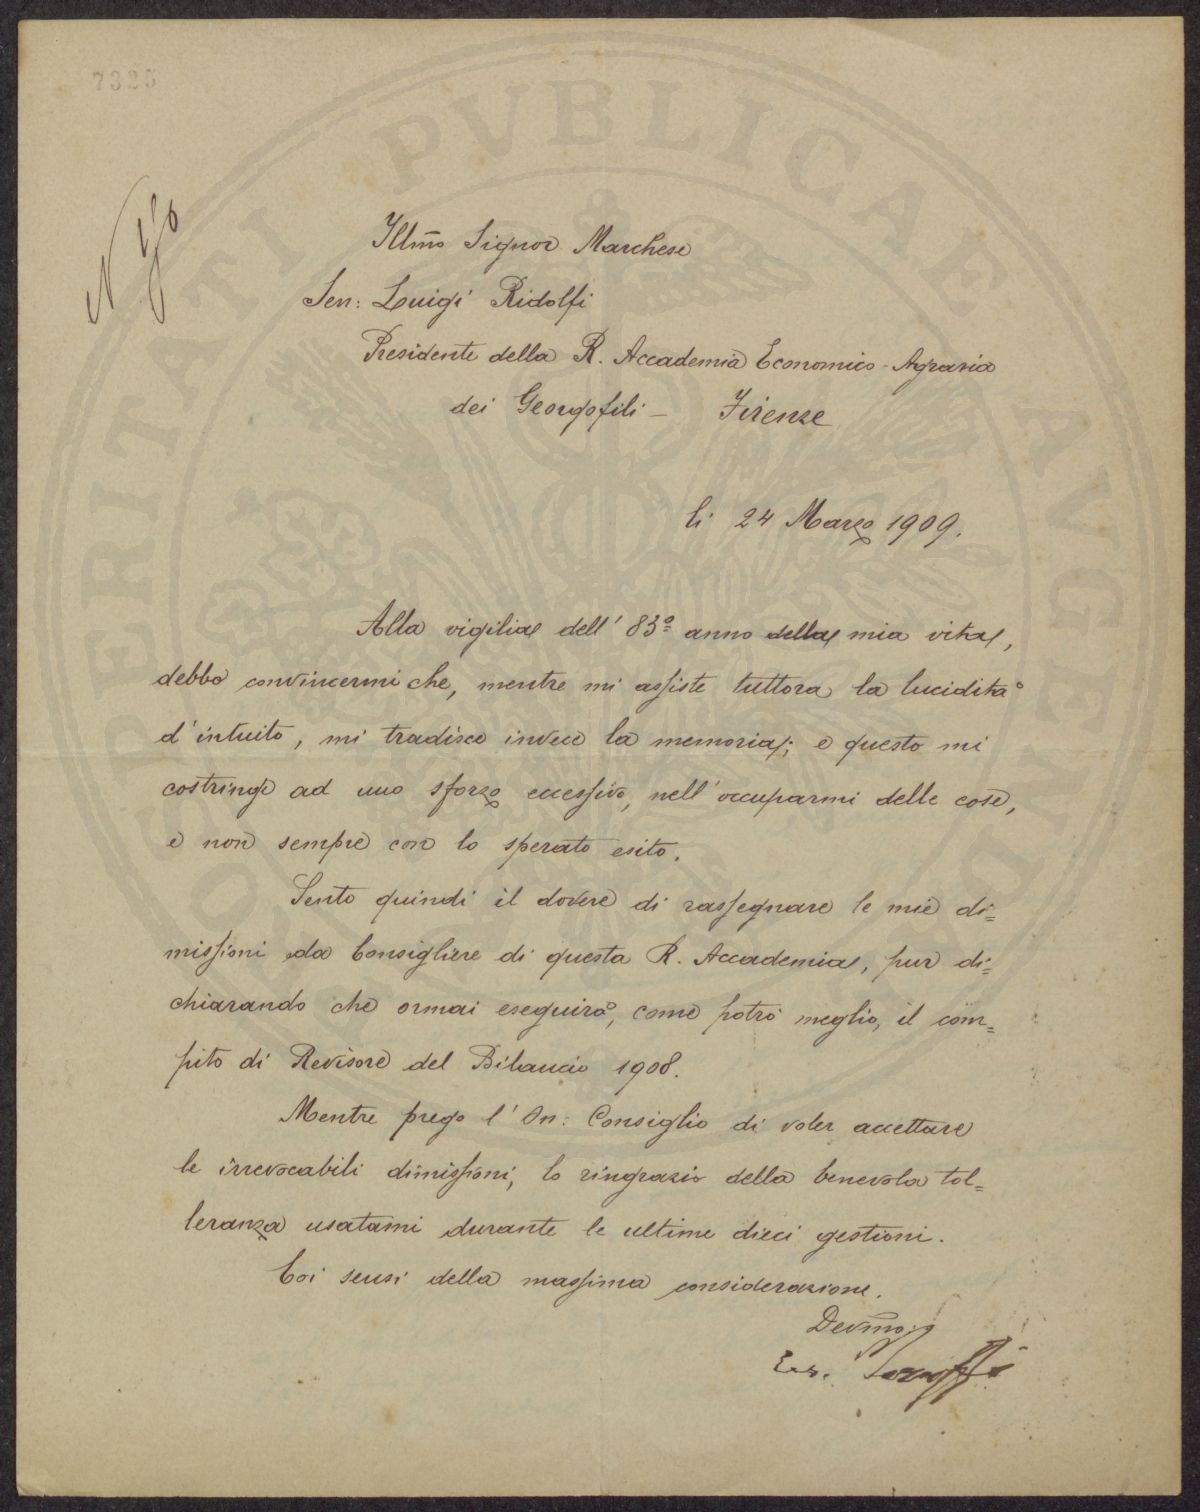 7325
PROSPERITATI PVBLICAE AVGENDAE
N
Illmo Signor Marchese
Sen: Luigi Ridolfi
Presidente della R. Accademia Economico-Agraria
dei Georgofili — Firenze
li 24 Marzo 1909.
Alla vigilia dell' 83º anno della mia vita,
debbo convincermi che, mentre mi assiste tuttora la lucidità
d'intuito, mi tradisce invece la memoria; e questo mi
costringe ad uno sforzo eccessivo, nell'occuparmi delle cose,
e non sempre con lo sperato esito.
Sento quindi il dovere di rassegnare le mie di=
missioni da Consigliere di questa R. Accademia, pur di=
chiarando che ormai eseguirò, come potrò meglio, il com=
pito di Revisore del Bilancio 1908.
Mentre prego l'On: Consiglio di voler accettare
le irrevocabili dimissioni, lo ringrazio della benevola tol=
leranza usatami durante le ultime dieci gestioni.
Coi sensi della massima considerazione.
Devmo